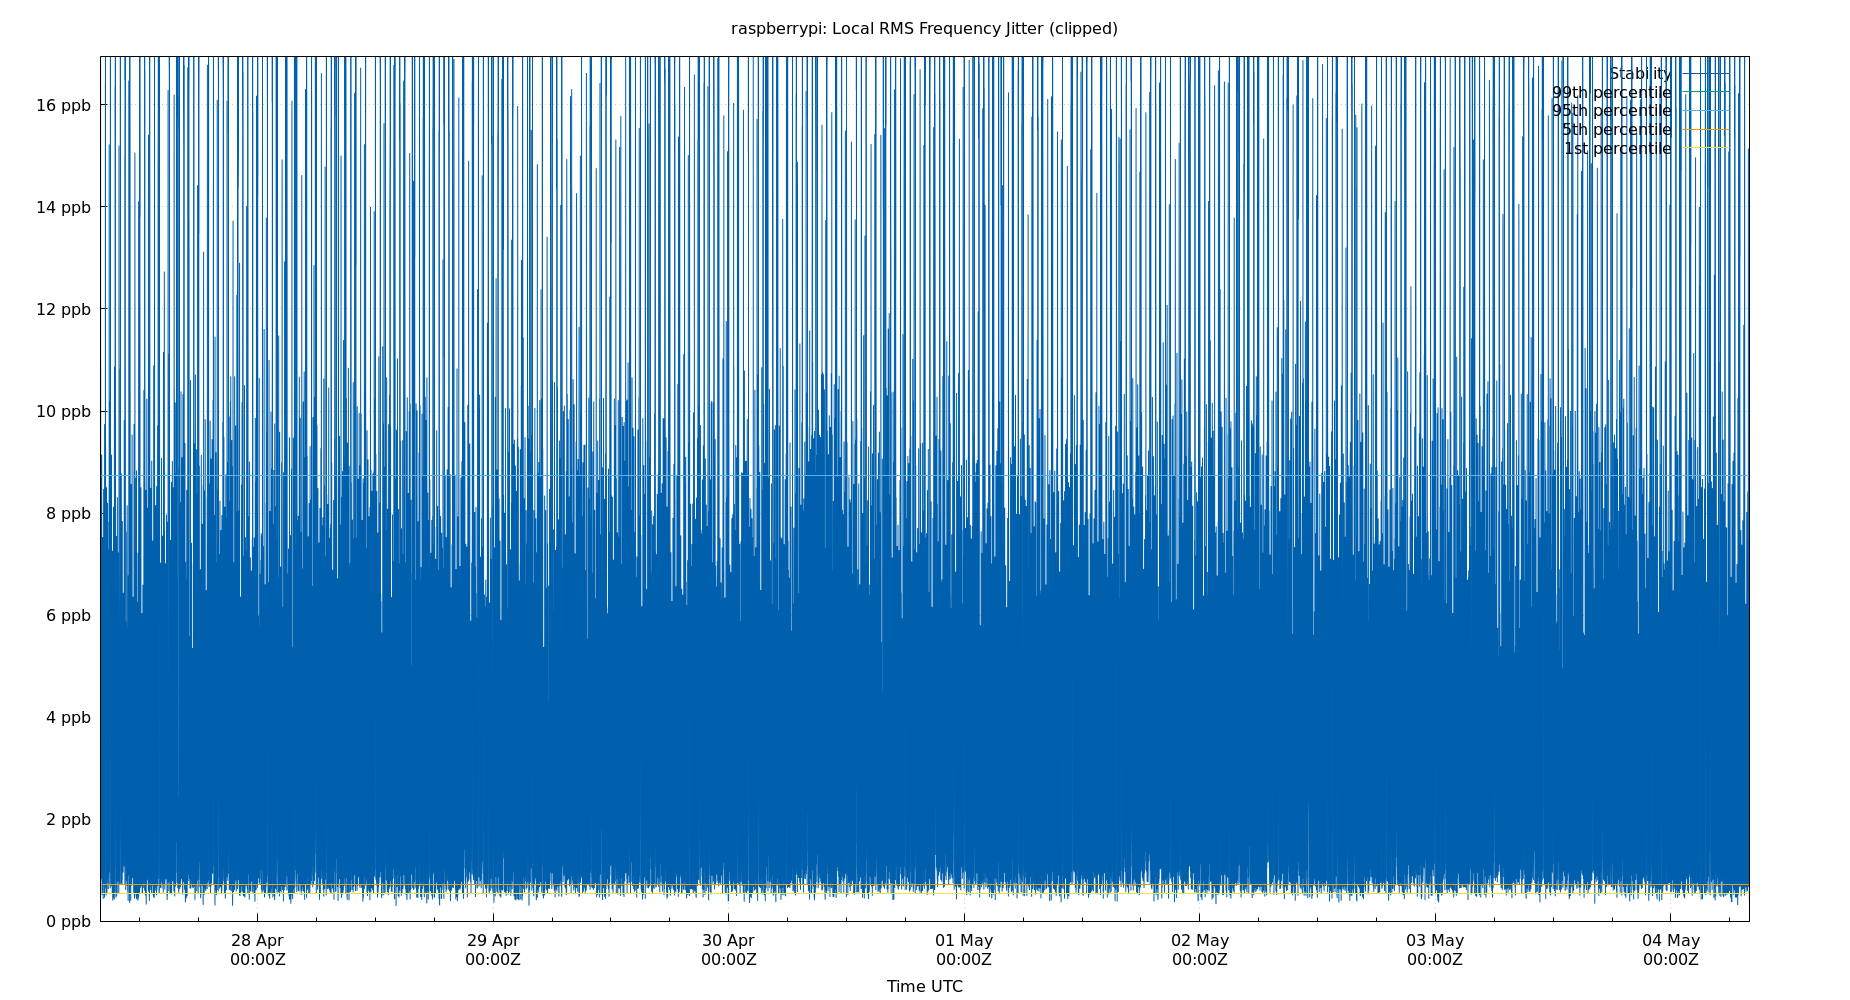 raspberrypi: Local RMS Frequency Jitter (clipped)
Stability
99th percentile
95th percentile
5th percentile
1st percentile
16 ppb
14 ppb
12 ppb
10 ppb
8 ppb
6 ppb
4 ppb
2 ppb
0 ppb
28 Apr
00:00Z
29 Apr
00:00Z
30 Apr
00:00Z
01 May
00:00Z
02 May
00:00Z
03 May
00:00Z
04 May
00:00Z
Time UTC